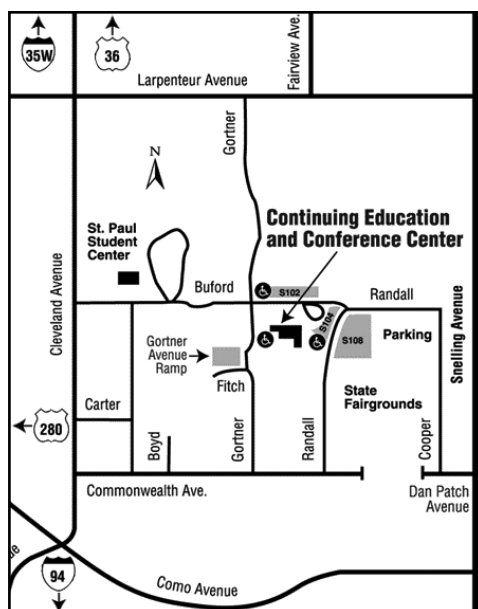 35W
36
Larpenteur Avenue
Fairview Ave.
Gortner
N
Continuing Education
and Conference Center
St. Paul
Student
Center
Cleveland Avenue
Buford
S102
Randall
S104
S108
Parking
Snelling Avenue
Gortner
Avenue
Ramp
Fitch
State
Fairgrounds
Carter
280
Boyd
Gortner
Randall
Cooper
Commonwealth Ave.
Dan Patch
Avenue
ue
94
Como Avenue